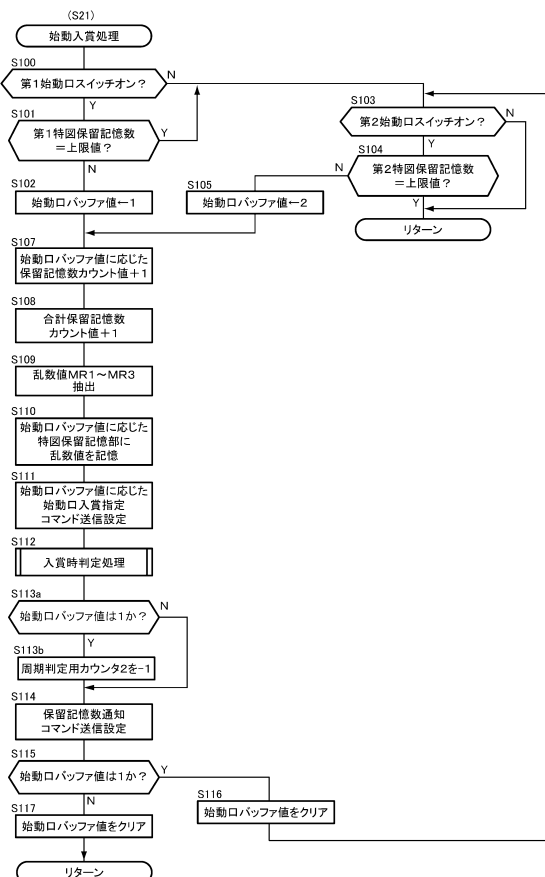 (S21)
始動入賞処理
S100
第1始動口スイッチオン?
N
Y
S101
第1特図保留記憶数
=上限値?
Y
N
S102
始動口バッファ値←1
S103
第2始動口スイッチオン?
N
Y
S104
第2特図保留記憶数
=上限値?
N
Y
S105
始動口バッファ値←2
リターン
S107
始動口バッファ値に応じた
保留記憶数カウント値+1
S108
合計保留記憶数
カウント値+1
S109
乱数値MR1~MR3
抽出
S110
始動口バッファ値に応じた
特図保留記憶部に
乱数値を記憶
S111
始動口バッファ値に応じた
始動口入賞指定
コマンド送信設定
S112
入賞時判定処理
S113a
始動口バッファ値は1か?
N
Y
S113b
周期判定用カウンタ2を-1
S114
保留記憶数通知
コマンド送信設定
S115
始動口バッファ値は1か?
Y
N
S116
始動口バッファ値をクリア
S117
始動口バッファ値をクリア
リターン